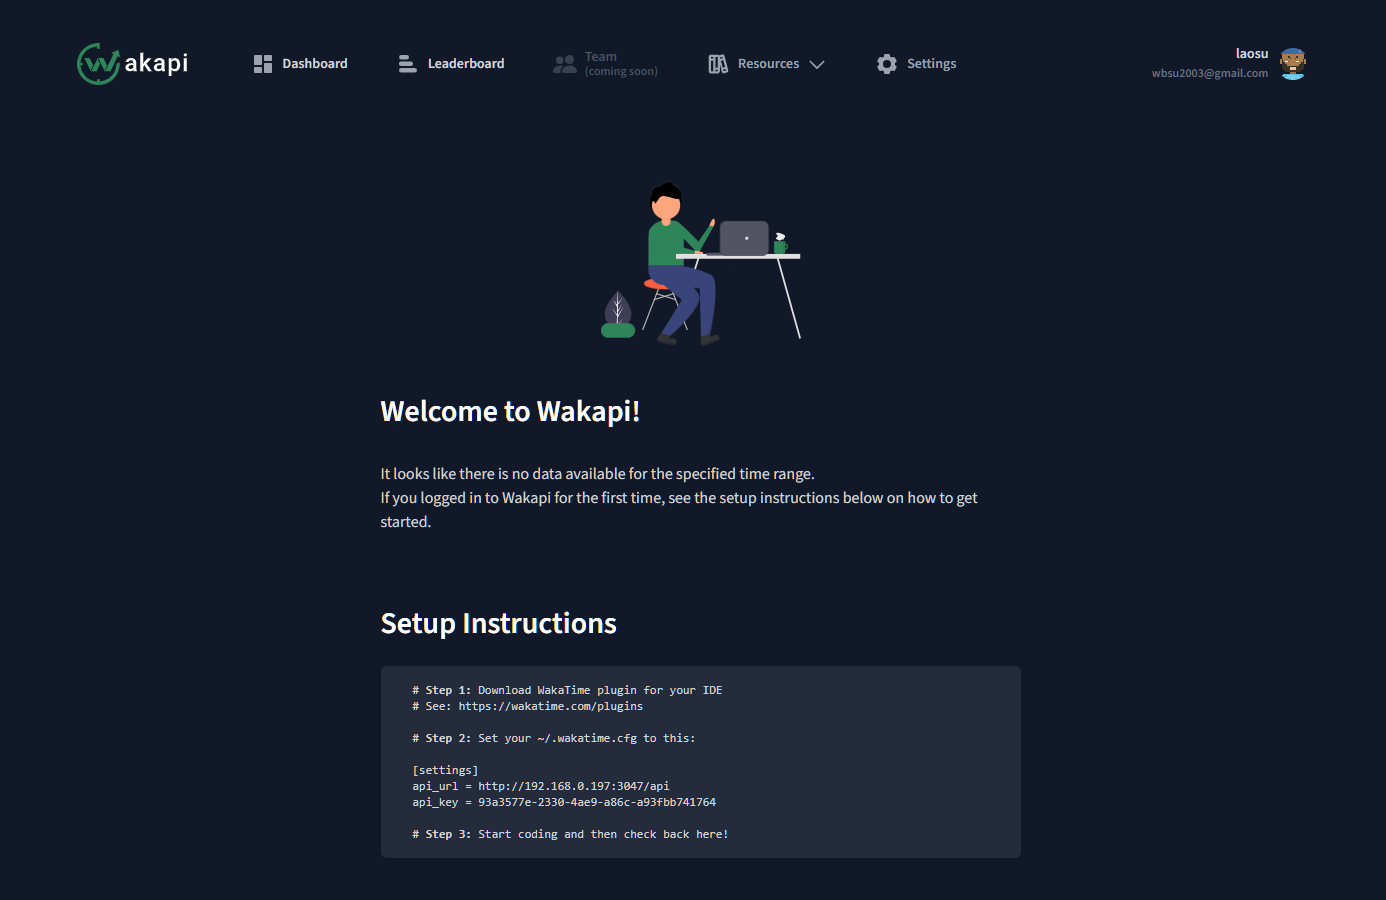 akapi
Dashboard
Leaderboard
Team
(coming soon)
Resources
Settings
laosu
wbsu2003@gmail.com
Welcome to Wakapi!
It looks like there is no data available for the specified time range.
If you logged in to Wakapi for the first time, see the setup instructions below on how to get
started.
Setup Instructions
# Step 1: Download WakaTime plugin for your IDE
# See: https://wakatime.com/plugins
# Step 2: Set your ~/.wakatime.cfg to this:
[settings]
api_url = http://192.168.0.197:3047/api
api_key = 93a3577e-2330-4ae9-a86c-a93fbb741764
# Step 3: Start coding and then check back here!